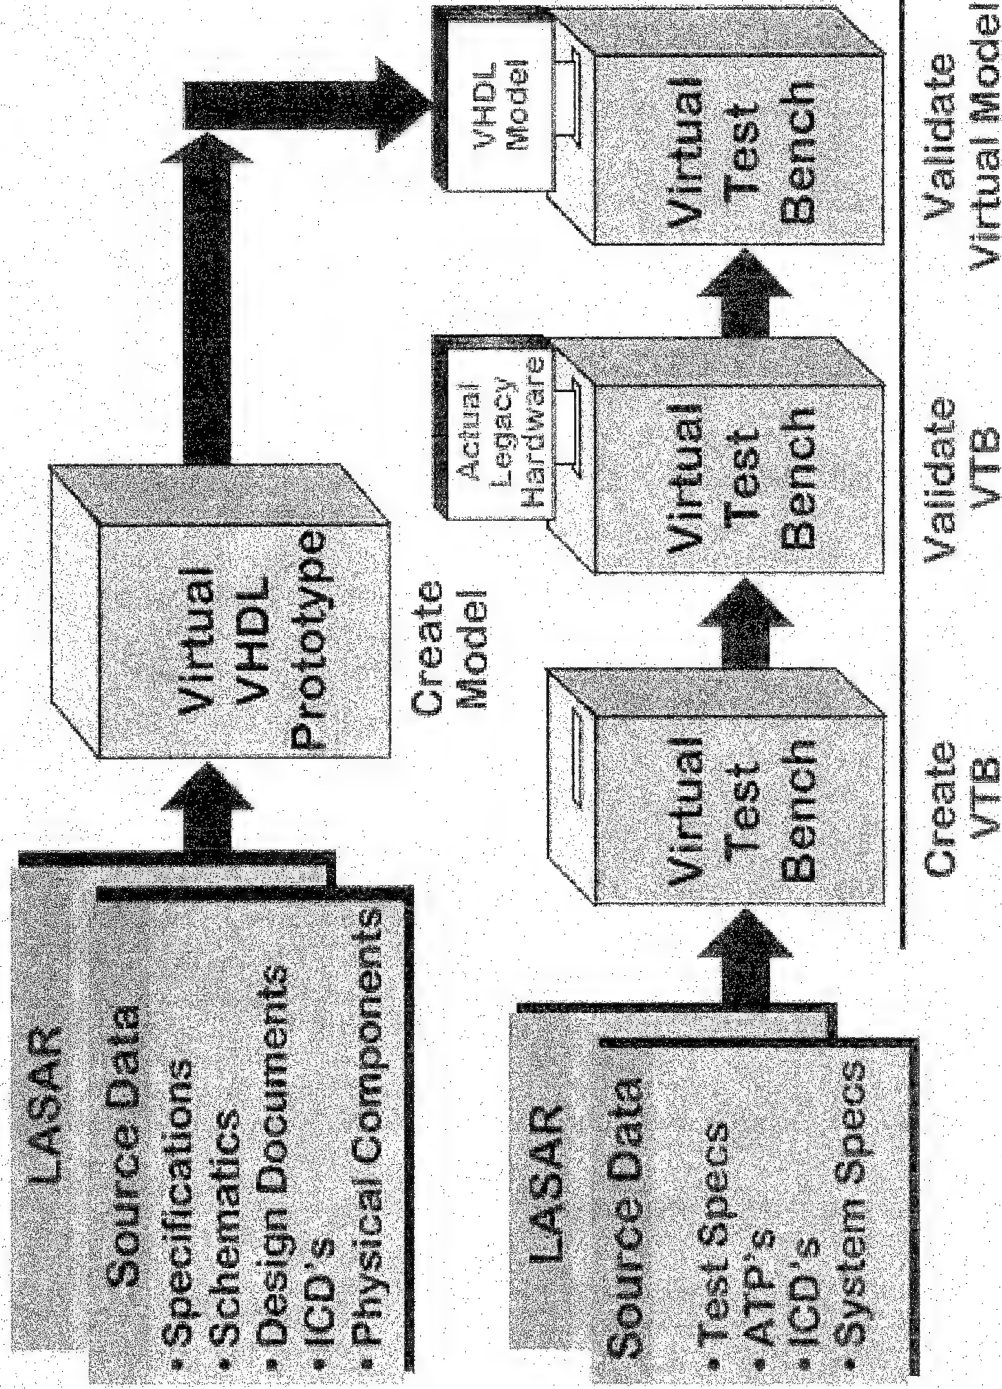 LASAR
Source Data
• Specifications
• Schematics
• Design Documents
• ICD's
• Physical Components
Virtual
VHDL
Prototype
Create
Model
LASAR
Source Data
• Test Specs
• ATP's
• ICD's
• System Specs
Virtual
Test
Bench
Create
VTB
Actual
Legacy
Hardware
Virtual
Test
Bench
Validate
VTB
VHDL
Model
Virtual
Test
Bench
Validate
Virtual Model